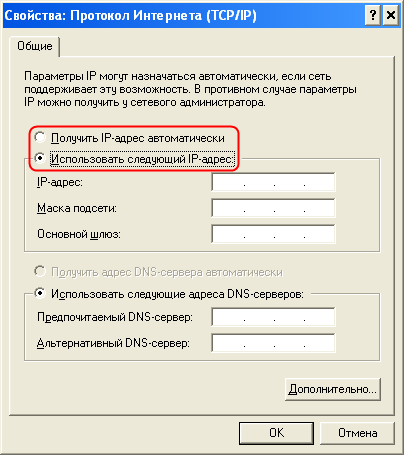 Свойства: Протокол Интернета (TCP/IP)
Общие
Параметры IP могут назначаться автоматически, если сеть
поддерживает эту возможность. В противном случае параметры
IP можно получить у сетевого администратора.
Получить IP-адрес автоматически
Использовать следующий IP-адрес:
IP-адрес:
Маска подсети:
Основной шлюз:
Получить адрес DNS-сервера автоматически
Использовать следующие адреса DNS-серверов:
Предпочитаемый DNS-сервер:
Альтернативный DNS-сервер:
Дополнительно...
OK Отмена